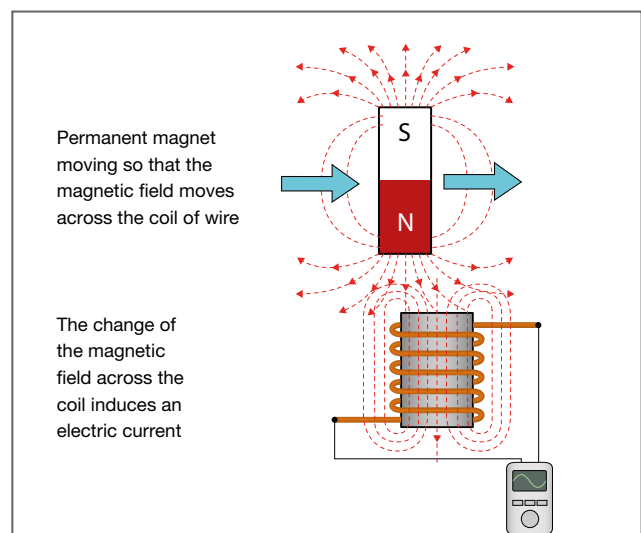 S
Permanent magnet
moving so that the
magnetic field moves
across the coil of wire
N
The change of
the magnetic
field across the
coil induces an
electric current